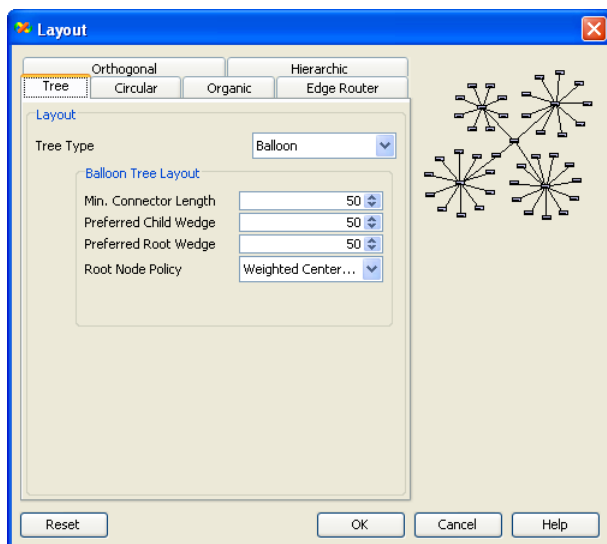 Layout
Orthogonal Hierarchic
Tree Circular Organic Edge Router
Layout
Tree Type Balloon
Balloon Tree Layout
Min. Connector Length 50
Preferred Child Wedge 50
Preferred Root Wedge 50
Root Node Policy Weighted Center...
Reset OK Cancel Help